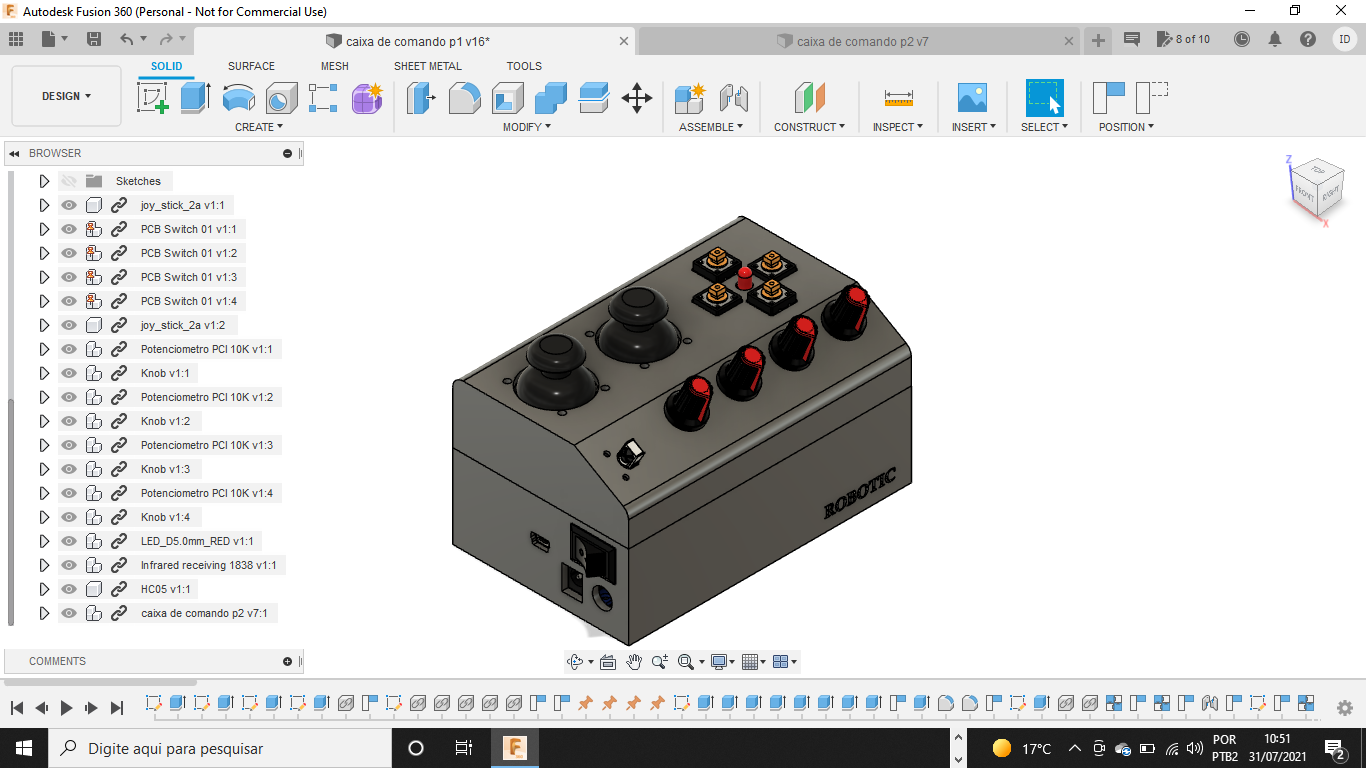 Autodesk Fusion 360 (Personal - Not for Commercial Use)
caixa de comando p1 v16*
caixa de comando p2 v7
8 of 10
ID
SOLID
SURFACE
MESH
SHEET METAL
TOOLS
DESIGN
CREATE
MODIFY
ASSEMBLE
CONSTRUCT
INSPECT
INSERT
SELECT
POSITION
BROWSER
Sketches
joy_stick_2a v1:1
PCB Switch 01 v1:1
PCB Switch 01 v1:2
PCB Switch 01 v1:3
PCB Switch 01 v1:4
joy_stick_2a v1:2
Potenciometro PCI 10K v1:1
Knob v1:1
Potenciometro PCI 10K v1:2
Knob v1:2
Potenciometro PCI 10K v1:3
Knob v1:3
Potenciometro PCI 10K v1:4
Knob v1:4
LED_D5.0mm_RED v1:1
Infrared receiving 1838 v1:1
HC05 v1:1
caixa de comando p2 v7:1
Z
TOP
FRONT
RIGHT
X
ROBOTIC
COMMENTS
Digite aqui para pesquisar
17°C
POR
PTB2
10:51
31/07/2021
2